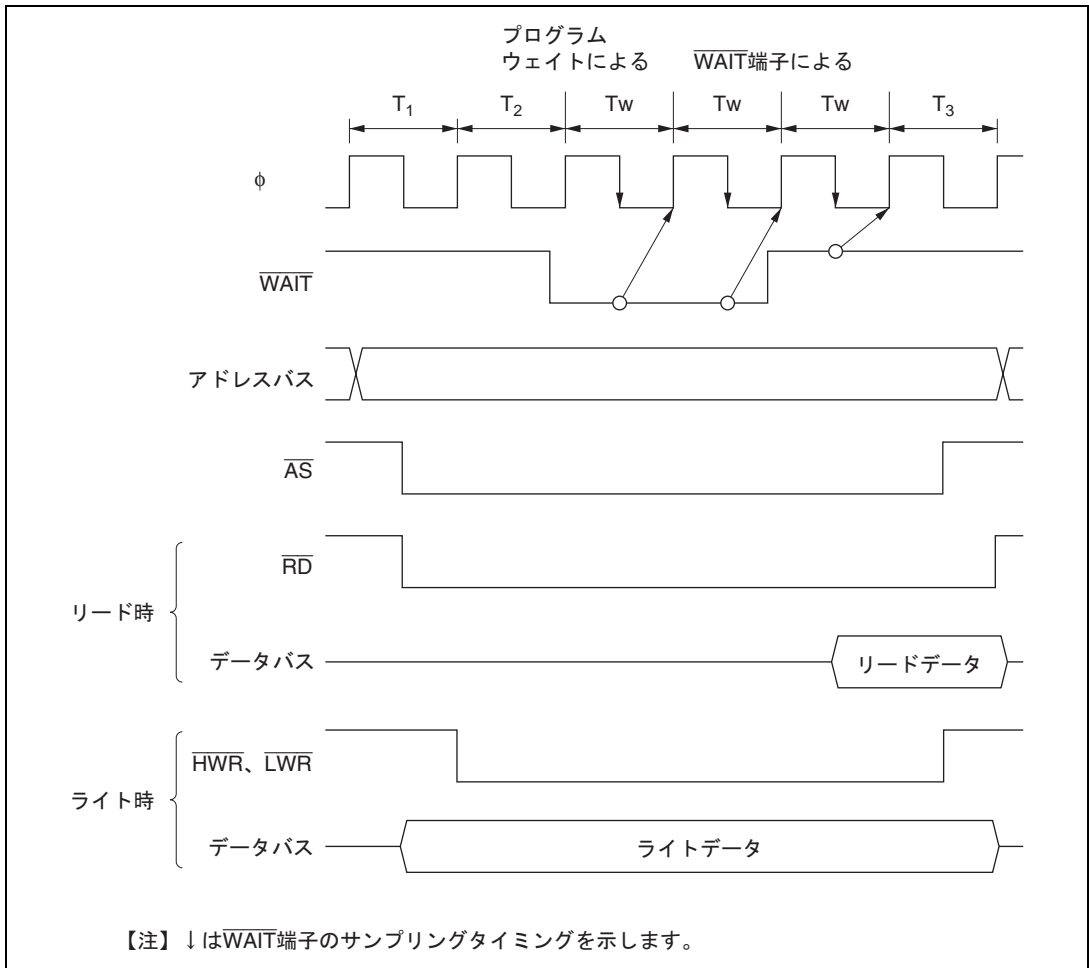 プログラム
ウェイトによる
WAIT端子による
T1 T2 Tw Tw Tw T3
φ
WAIT
アドレスバス
AS
RD
リード時
データバス
リードデータ
HWR、LWR
ライト時
データバス
ライトデータ
【注】 ↓はWAIT端子のサンプリングタイミングを示します。